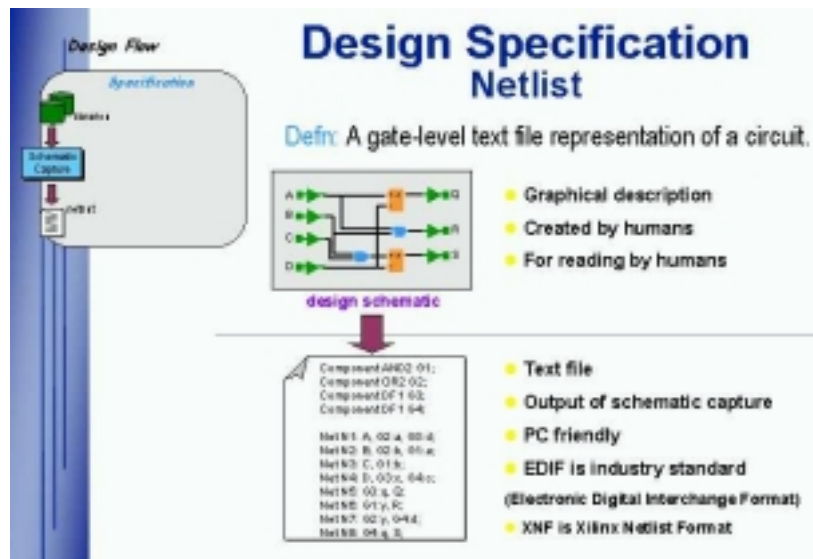 Design Flow
Specification
Schematic
Capture
netlist
Design Specification
Netlist
Defn: A gate-level text file representation of a circuit.
A
B
C
D
Q
R
S
design schematic
Graphical description
Created by humans
For reading by humans
Component AND2 G1;
Component OR2 G2;
Component DF1 G3;
Component DF1 G4;
Net N1: A, G2:a, G3:d;
Net N2: B, G2:b, G1:a;
Net N3: C, G1:b;
Net N4: D, G3:c, G4:c;
Net N5: G3:q, Q;
Net N6: G1:y, R;
Net N7: G2:y, G4:d;
Net N8: G4:q, S;
Text file
Output of schematic capture
PC friendly
EDIF is industry standard
(Electronic Digital Interchange Format)
XNF is Xilinx Netlist Format